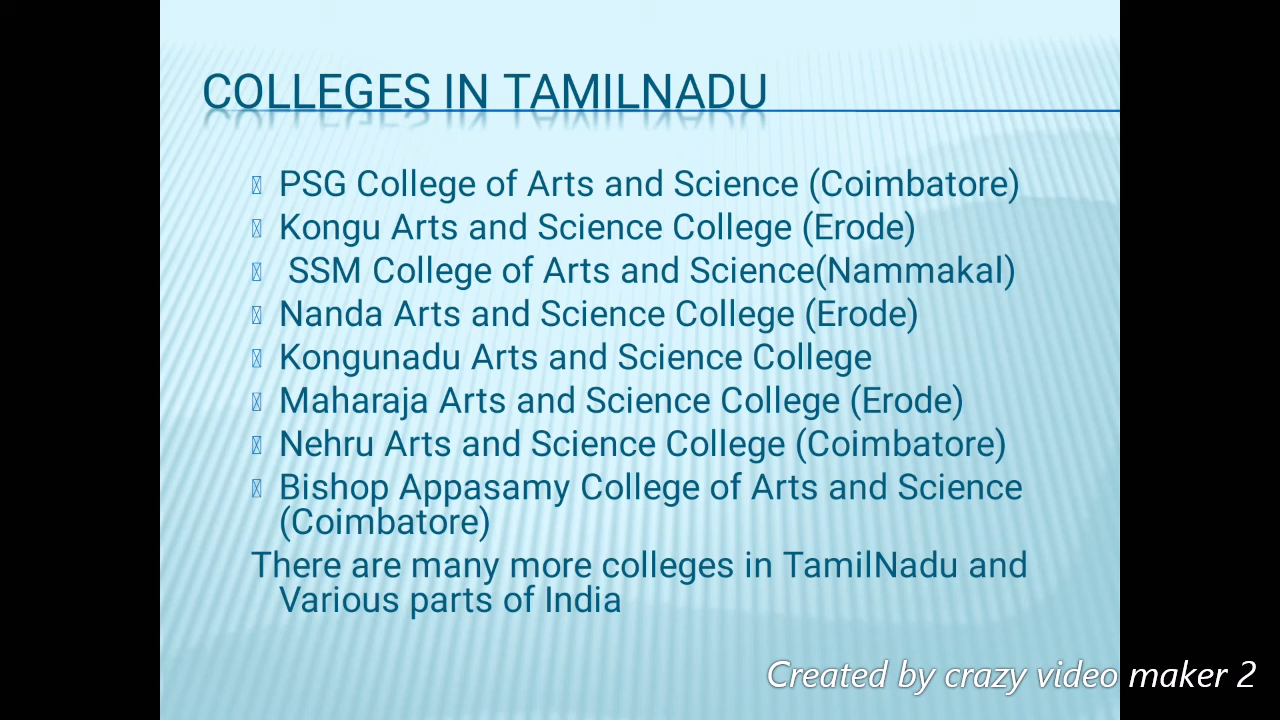 COLLEGES IN TAMILNADU
PSG College of Arts and Science (Coimbatore)
Kongu Arts and Science College (Erode)
SSM College of Arts and Science(Nammakal)
Nanda Arts and Science College (Erode)
Kongunadu Arts and Science College
Maharaja Arts and Science College (Erode)
Nehru Arts and Science College (Coimbatore)
Bishop Appasamy College of Arts and Science
(Coimbatore)
There are many more colleges in TamilNadu and
Various parts of India
Created by crazy video maker 2